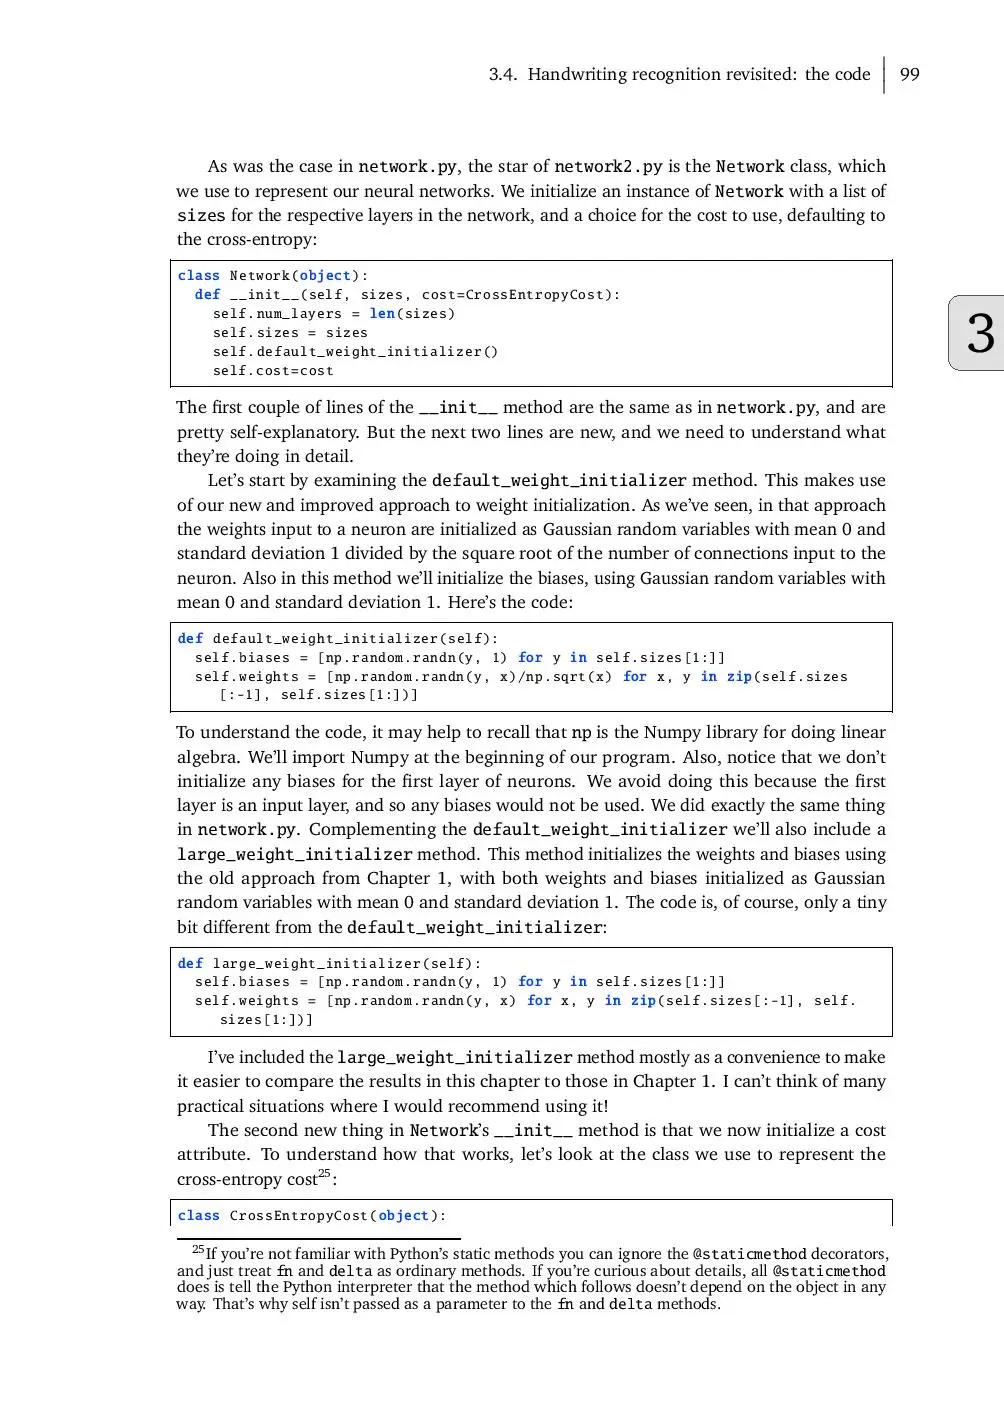 3.4. Handwriting recognition revisited: the code 99
As was the case in network.py, the star of network2.py is the Network class, which
we use to represent our neural networks. We initialize an instance of Network with a list of
sizes for the respective layers in the network, and a choice for the cost to use, defaulting to
the cross-entropy:
class Network(object):
def __init__(self, sizes, cost=CrossEntropyCost):
self.num_layers = len(sizes)
self.sizes = sizes
self.default_weight_initializer()
self.cost=cost
3
The first couple of lines of the __init__ method are the same as in network.py, and are
pretty self-explanatory. But the next two lines are new, and we need to understand what
they're doing in detail.
Let's start by examining the default_weight_initializer method. This makes use
of our new and improved approach to weight initialization. As we've seen, in that approach
the weights input to a neuron are initialized as Gaussian random variables with mean 0 and
standard deviation 1 divided by the square root of the number of connections input to the
neuron. Also in this method we'll initialize the biases, using Gaussian random variables with
mean 0 and standard deviation 1. Here's the code:
def default_weight_initializer(self):
self.biases = [np.random.randn(y, 1) for y in self.sizes[1:]]
self.weights = [np.random.randn(y, x)/np.sqrt(x) for x, y in zip(self.sizes
[:-1], self.sizes[1:])]
To understand the code, it may help to recall that np is the Numpy library for doing linear
algebra. We'll import Numpy at the beginning of our program. Also, notice that we don't
initialize any biases for the first layer of neurons. We avoid doing this because the first
layer is an input layer, and so any biases would not be used. We did exactly the same thing
in network.py. Complementing the default_weight_initializer we'll also include a
large_weight_initializer method. This method initializes the weights and biases using
the old approach from Chapter 1, with both weights and biases initialized as Gaussian
random variables with mean 0 and standard deviation 1. The code is, of course, only a tiny
bit different from the default_weight_initializer:
def large_weight_initializer(self):
self.biases = [np.random.randn(y, 1) for y in self.sizes[1:]]
self.weights = [np.random.randn(y, x) for x, y in zip(self.sizes[:-1], self.
sizes[1:])]
I've included the large_weight_initializer method mostly as a convenience to make
it easier to compare the results in this chapter to those in Chapter 1. I can't think of many
practical situations where I would recommend using it!
The second new thing in Network's __init__ method is that we now initialize a cost
attribute. To understand how that works, let's look at the class we use to represent the
cross-entropy cost25:
class CrossEntropyCost(object):
25If you're not familiar with Python's static methods you can ignore the @staticmethod decorators,
and just treat fn and delta as ordinary methods. If you're curious about details, all @staticmethod
does is tell the Python interpreter that the method which follows doesn't depend on the object in any
way. That's why self isn't passed as a parameter to the fn and delta methods.